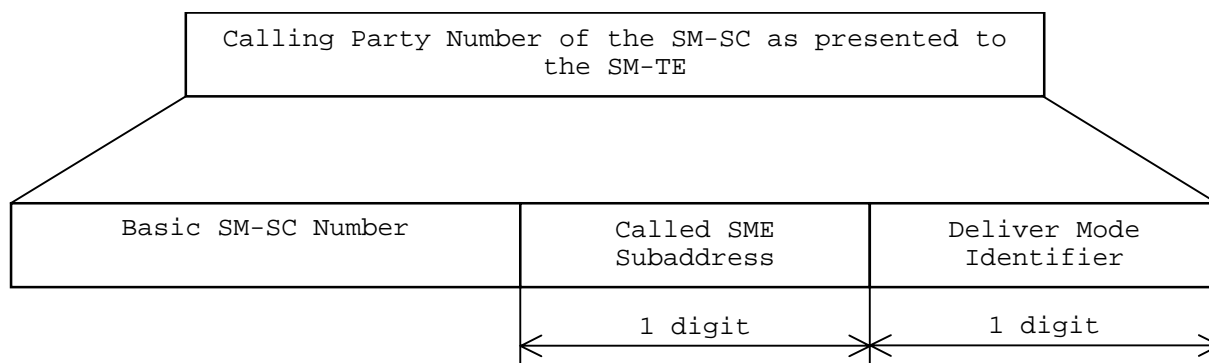 Calling Party Number of the SM-SC as presented to
the SM-TE
Basic SM-SC Number
Called SME
Subaddress
Deliver Mode
Identifier
1 digit
1 digit